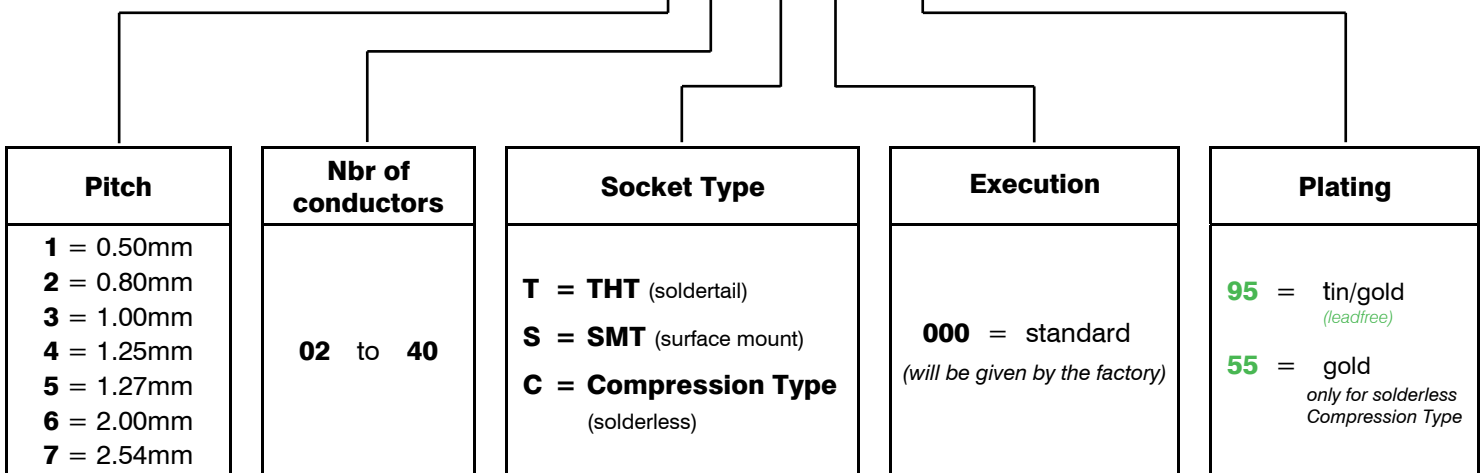 Pitch
1 = 0.50mm
2 = 0.80mm
3 = 1.00mm
4 = 1.25mm
5 = 1.27mm
6 = 2.00mm
7 = 2.54mm
Nbr of
conductors
02 to 40
Socket Type
T = THT (soldertail)
S = SMT (surface mount)
C = Compression Type
(solderless)
Execution
000 = standard
(will be given by the factory)
Plating
95 = tin/gold
(leadfree)
55 = gold
only for solderless
Compression Type